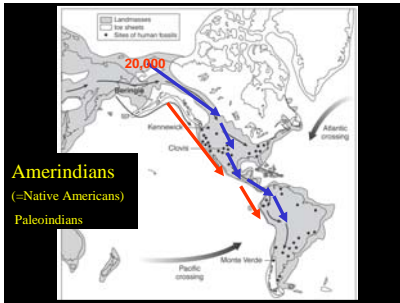 Landmasses
Ice sheets
Sites of human fossils
20,000
Beringia
Kennewick
Clovis
Atlantic
crossing
Amerindians
(=Native Americans)
Paleoindians
Pacific
crossing
Monte Verde